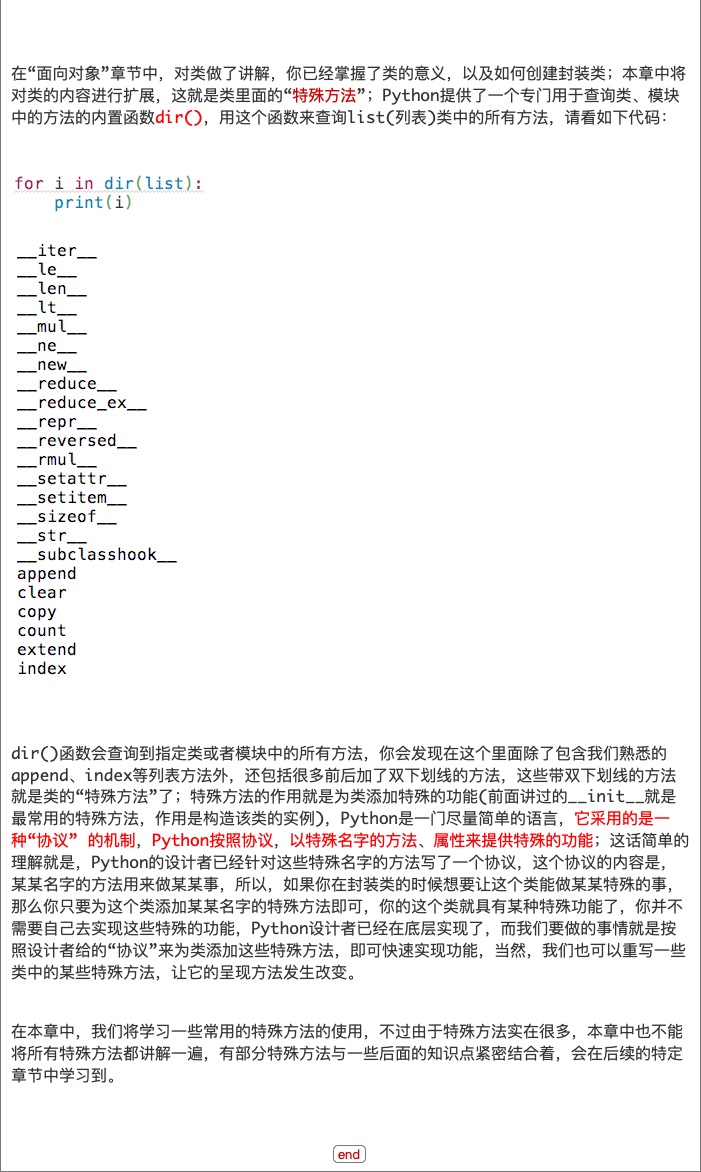 在“面向对象”章节中，对类做了讲解，你已经掌握了类的意义，以及如何创建封装类；本章中将
对类的内容进行扩展，这就是类里面的“特殊方法”；Python提供了一个专门用于查询类、模块
中的方法的内置函数dir()，用这个函数来查询list(列表)类中的所有方法，请看如下代码：
for i in dir(list):
    print(i)
__iter__
__le__
__len__
__lt__
__mul__
__ne__
__new__
__reduce__
__reduce_ex__
__repr__
__reversed__
__rmul__
__setattr__
__setitem__
__sizeof__
__str__
__subclasshook__
append
clear
copy
count
extend
index
dir()函数会查询到指定类或者模块中的所有方法，你会发现在这个里面除了包含我们熟悉的
append、index等列表方法外，还包括很多前后加了双下划线的方法，这些带双下划线的方法
就是类的“特殊方法”了；特殊方法的作用就是为类添加特殊的功能(前面讲过的__init__就是
最常用的特殊方法，作用是构造该类的实例)，Python是一门尽量简单的语言，它采用的是一
种“协议” 的机制，Python按照协议，以特殊名字的方法、属性来提供特殊的功能；这话简单的
理解就是，Python的设计者已经针对这些特殊名字的方法写了一个协议，这个协议的内容是，
某某名字的方法用来做某某事，所以，如果你在封装类的时候想要让这个类能做某某特殊的事，
那么你只要为这个类添加某某名字的特殊方法即可，你的这个类就具有某种特殊功能了，你并不
需要自己去实现这些特殊的功能，Python设计者已经在底层实现了，而我们要做的事情就是按
照设计者给的“协议”来为类添加这些特殊方法，即可快速实现功能，当然，我们也可以重写一些
类中的某些特殊方法，让它的呈现方法发生改变。
在本章中，我们将学习一些常用的特殊方法的使用，不过由于特殊方法实在很多，本章中也不能
将所有特殊方法都讲解一遍，有部分特殊方法与一些后面的知识点紧密结合着，会在后续的特定
章节中学习到。
end